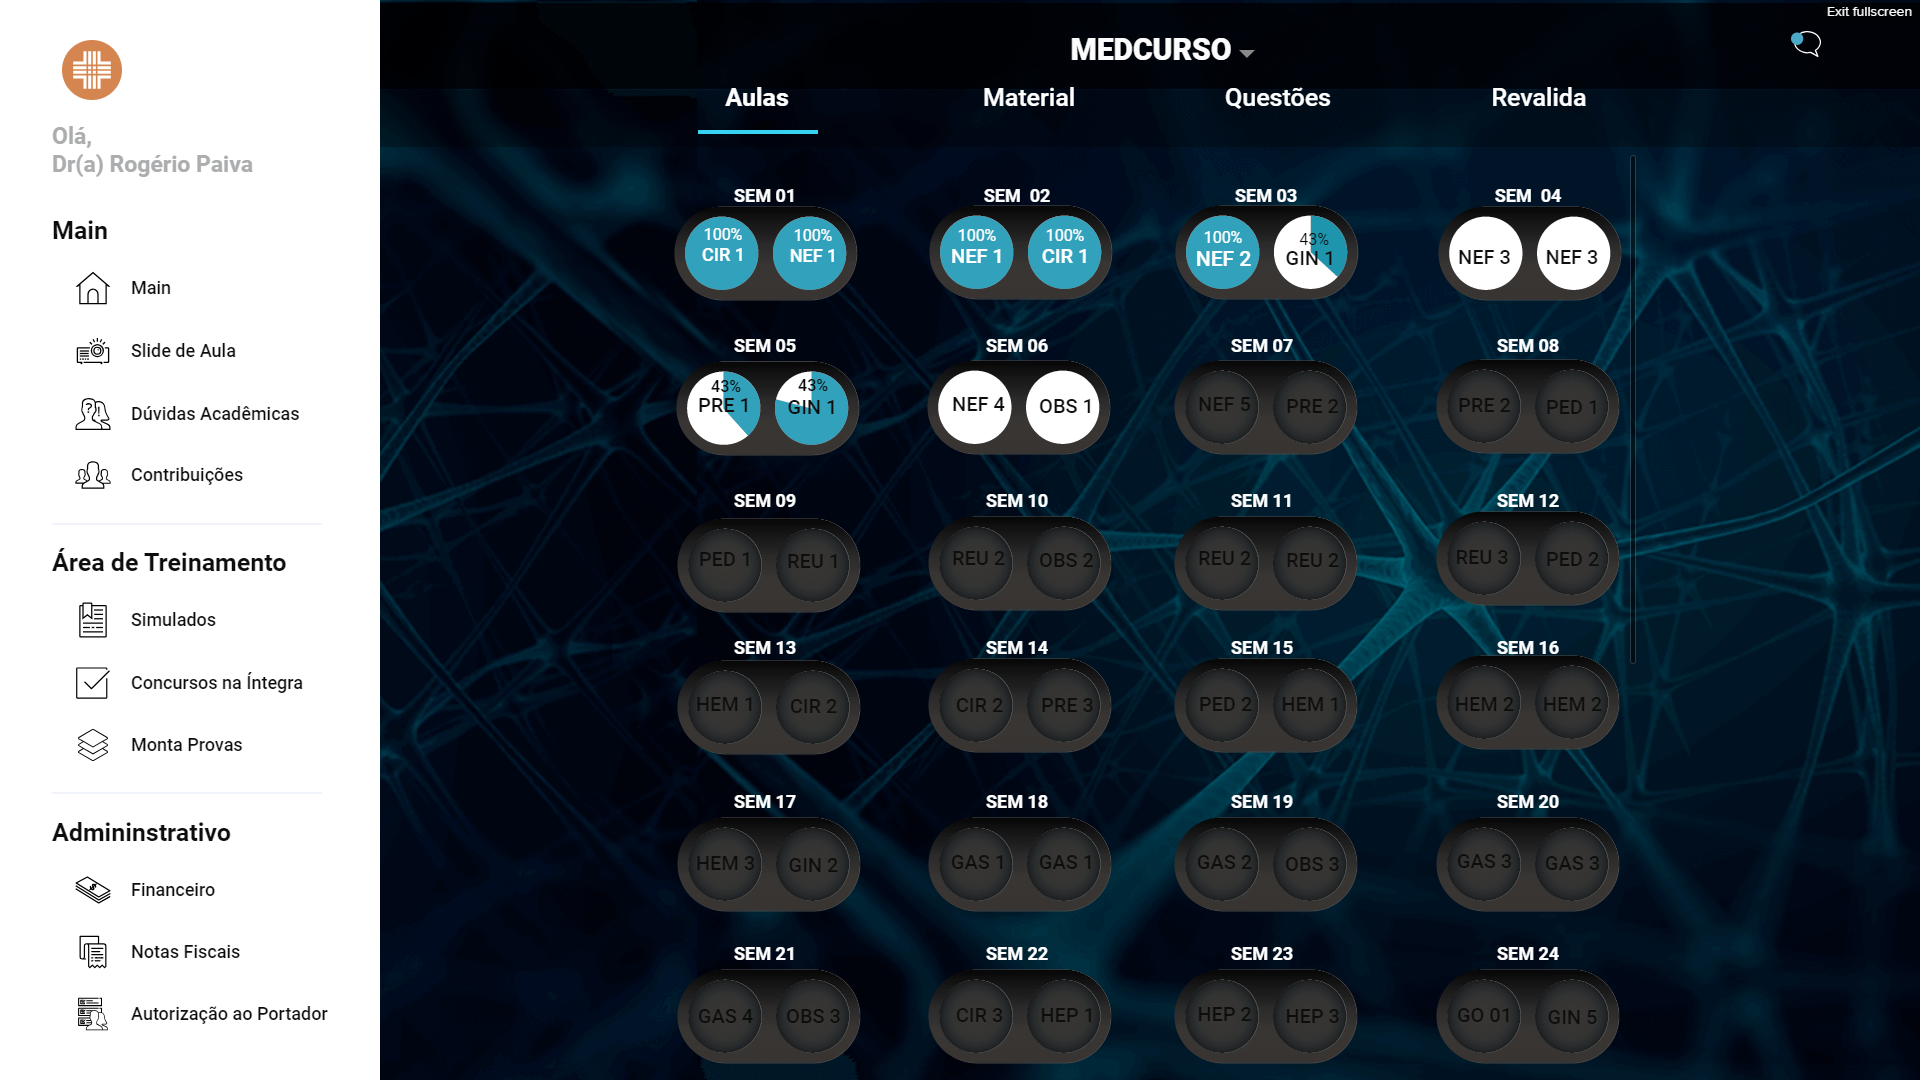 Exit fullscreen
MEDCURSO
Aulas Material Questões Revalida
Olá,
Dr(a) Rogério Paiva
Main
Main
Slide de Aula
Dúvidas Acadêmicas
Contribuições
Área de Treinamento
Simulados
Concursos na Íntegra
Monta Provas
Admininstrativo
Financeiro
Notas Fiscais
Autorização ao Portador
SEM 01 SEM 02 SEM 03 SEM 04
100% 100% 100% 100% 100% 43%
CIR 1 NEF 1 NEF 1 CIR 1 NEF 2 GIN 1 NEF 3 NEF 3
SEM 05 SEM 06 SEM 07 SEM 08
43% 43%
PRE 1 GIN 1 NEF 4 OBS 1 NEF 5 PRE 2 PRE 2 PED 1
SEM 09 SEM 10 SEM 11 SEM 12
PED 1 REU 1 REU 2 OBS 2 REU 2 REU 2 REU 3 PED 2
SEM 13 SEM 14 SEM 15 SEM 16
HEM 1 CIR 2 CIR 2 PRE 3 PED 2 HEM 1 HEM 2 HEM 2
SEM 17 SEM 18 SEM 19 SEM 20
HEM 3 GIN 2 GAS 1 GAS 1 GAS 2 OBS 3 GAS 3 GAS 3
SEM 21 SEM 22 SEM 23 SEM 24
GAS 4 OBS 3 CIR 3 HEP 1 HEP 2 HEP 3 GO 01 GIN 5